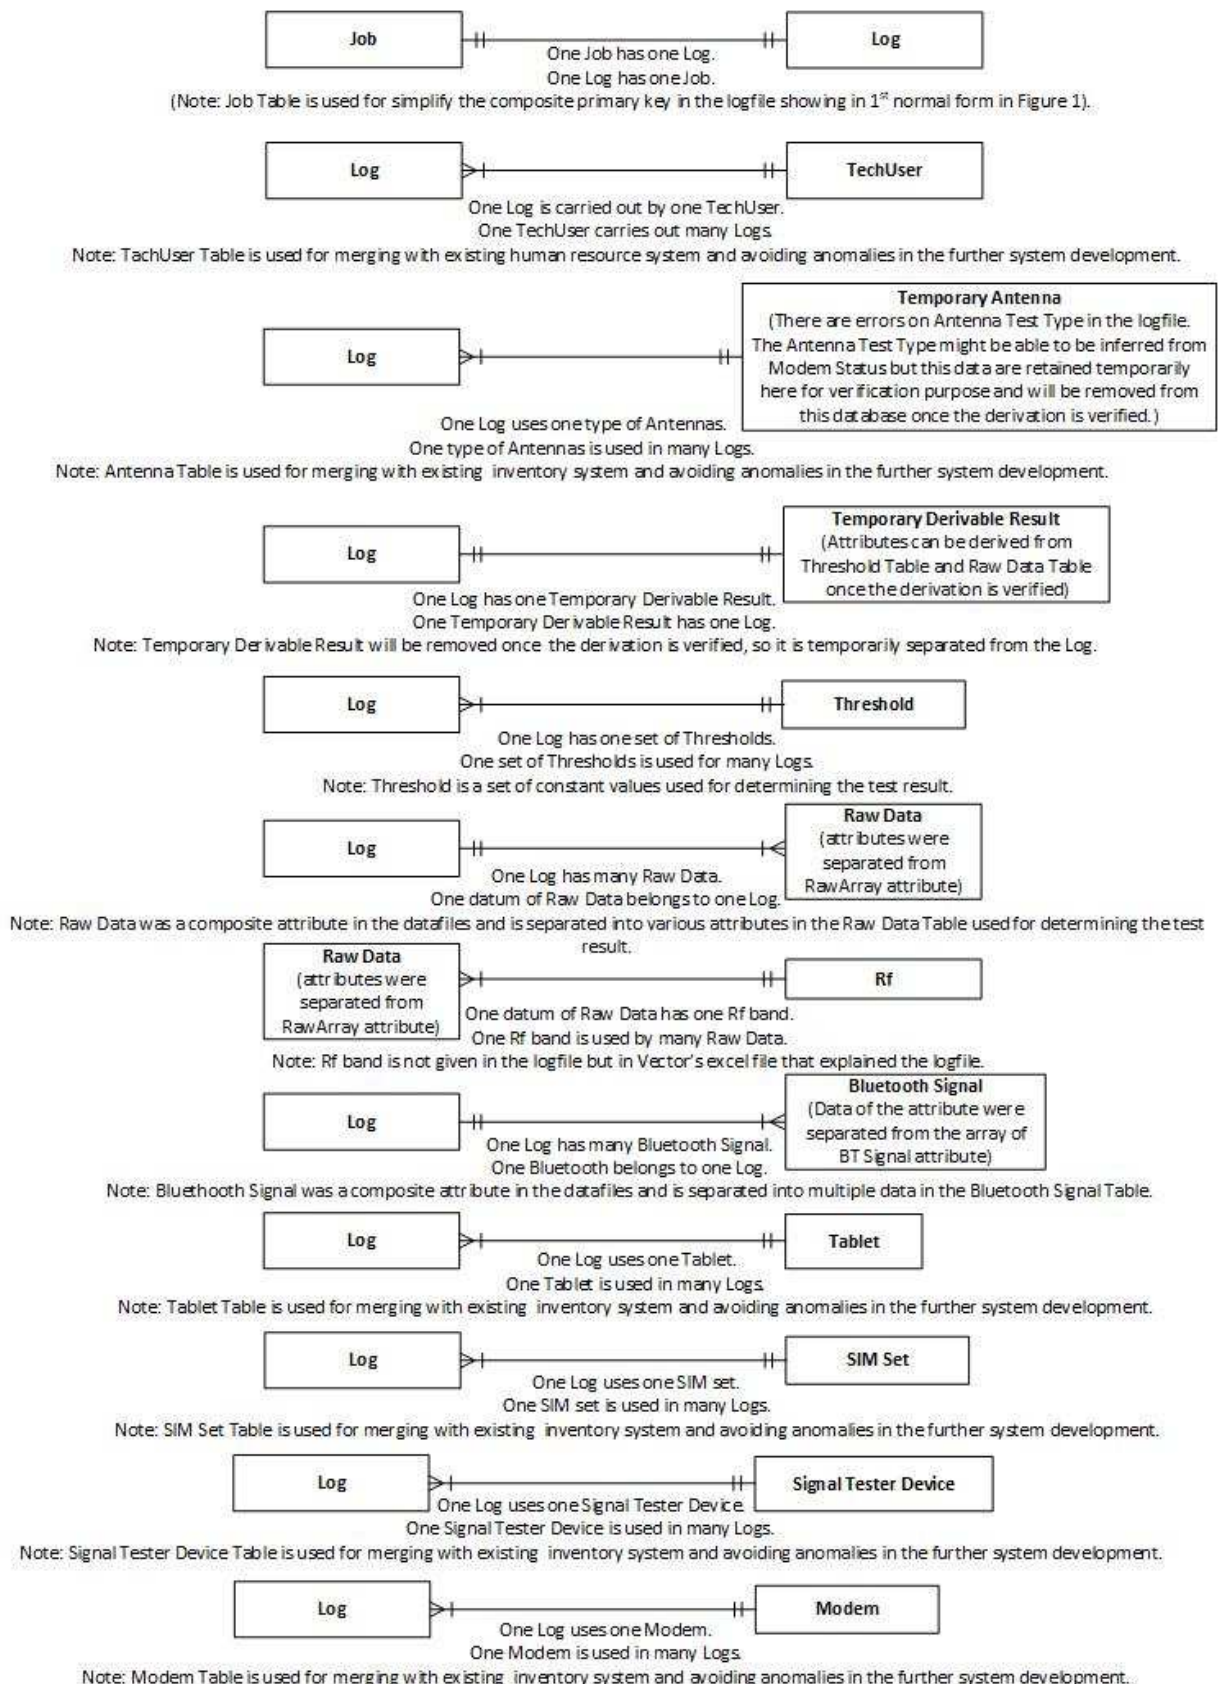 Job
Log
One Job has one Log.
One Log has one Job.
(Note: Job Table is used for simplify the composite primary key in the logfile showing in 1st normal form in Figure 1).
Log
TechUser
One Log is carried out by one TechUser.
One TechUser carries out many Logs.
Note: TachUser Table is used for merging with existing human resource system and avoiding anomalies in the further system development.
Temporary Antenna
(There are errors on Antenna Test Type in the logfile.
Log
The Antenna Test Type might be able to be inferred from
Modem Status but this data are retained temporarily
here for verification purpose and will be removed from
this database once the derivation is verified.)
One Log uses one type of Antennas.
One type of Antennas is used in many Logs.
Note: Antenna Table is used for merging with existing inventory system and avoiding anomalies in the further system development.
Log
Temporary Derivable Result
(Attributes can be derived from
Threshold Table and Raw Data Table
once the derivation is verified)
One Log has one Temporary Derivable Result.
One Temporary Derivable Result has one Log.
Note: Temporary Derivable Result will be removed once the derivation is verified, so it is temporarily separated from the Log.
Log
Threshold
One Log has one set of Thresholds.
One set of Thresholds is used for many Logs.
Note: Threshold is a set of constant values used for determining the test result.
Log
Raw Data
(attributes were
separated from
RawArray attribute)
One Log has many Raw Data.
One datum of Raw Data belongs to one Log.
Note: Raw Data was a composite attribute in the datafiles and is separated into various attributes in the Raw Data Table used for determining the test
result.
Raw Data
(attributes were
separated from
RawArray attribute)
Rf
One datum of Raw Data has one Rf band.
One Rf band is used by many Raw Data.
Note: Rf band is not given in the logfile but in Vector's excel file that explained the logfile.
Log
Bluetooth Signal
(Data of the attribute were
separated from the array of
BT Signal attribute)
One Log has many Bluetooth Signal.
One Bluetooth belongs to one Log.
Note: Bluethooth Signal was a composite attribute in the datafiles and is separated into multiple data in the Bluetooth Signal Table.
Log
Tablet
One Log uses one Tablet.
One Tablet is used in many Logs.
Note: Tablet Table is used for merging with existing inventory system and avoiding anomalies in the further system development.
Log
SIM Set
One Log uses one SIM set.
One SIM set is used in many Logs.
Note: SIM Set Table is used for merging with existing inventory system and avoiding anomalies in the further system development.
Log
Signal Tester Device
One Log uses one Signal Tester Device.
One Signal Tester Device is used in many Logs.
Note: Signal Tester Device Table is used for merging with existing inventory system and avoiding anomalies in the further system development.
Log
Modem
One Log uses one Modem.
One Modem is used in many Logs.
Note: Modem Table is used for merging with existing inventory system and avoiding anomalies in the further system development.